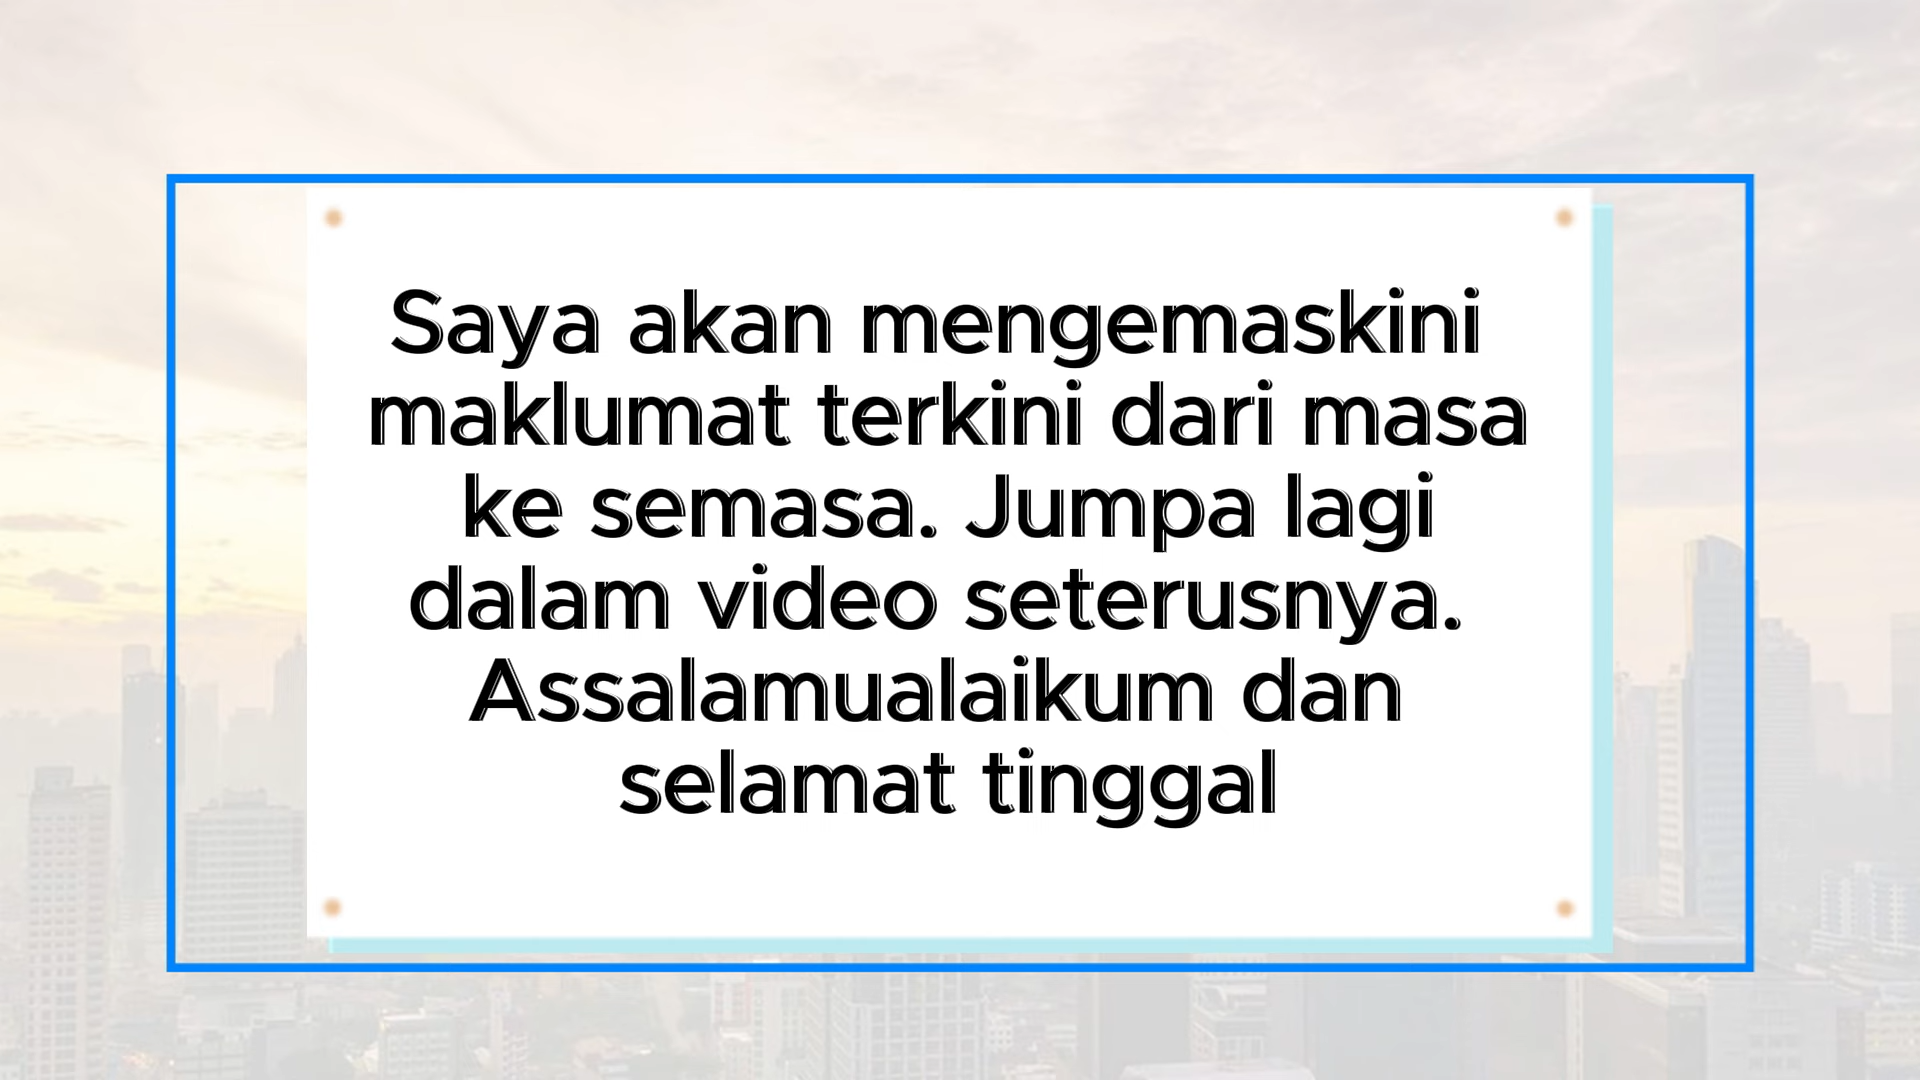 Saya akan mengemaskini
maklumat terkini dari masa
ke semasa. Jumpa lagi
dalam video seterusnya.
Assalamualaikum dan
selamat tinggal